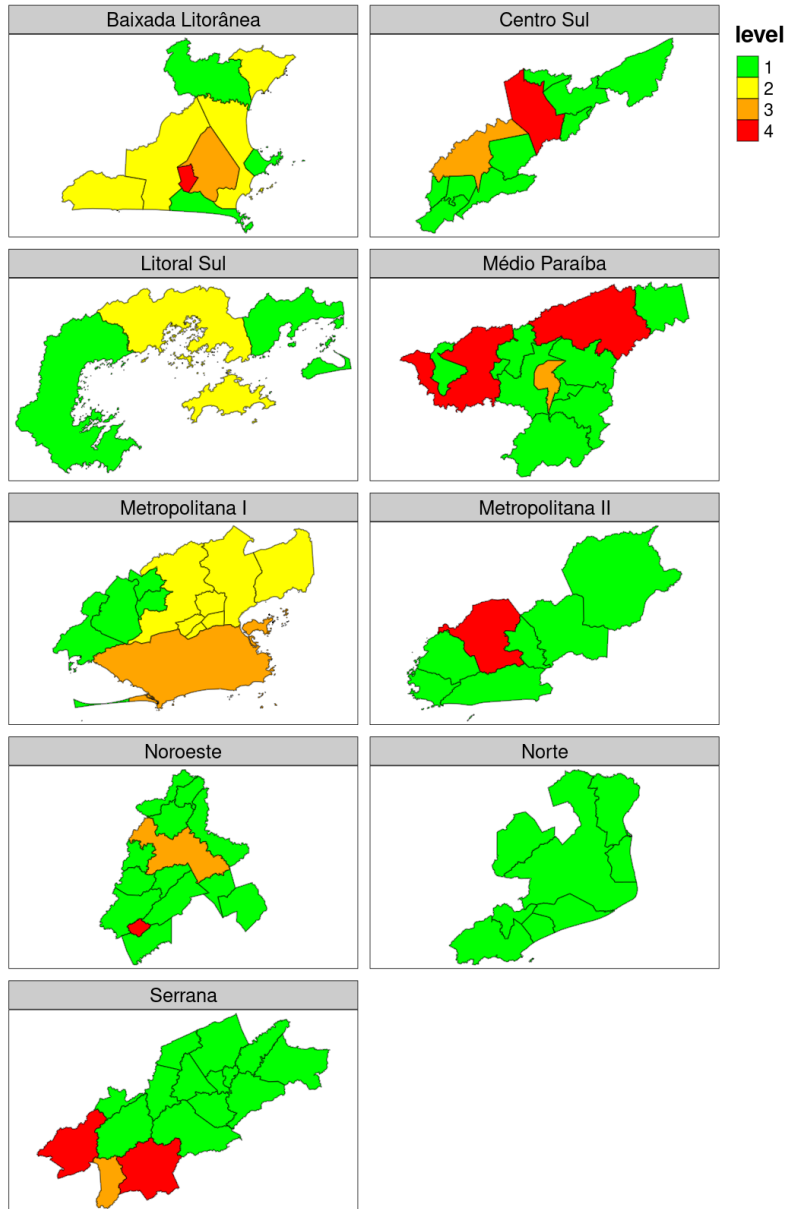 Baixada Litorânea
Centro Sul
level
1
2
3
4
Litoral Sul
Médio Paraíba
Metropolitana I
Metropolitana II
Noroeste
Norte
Serrana